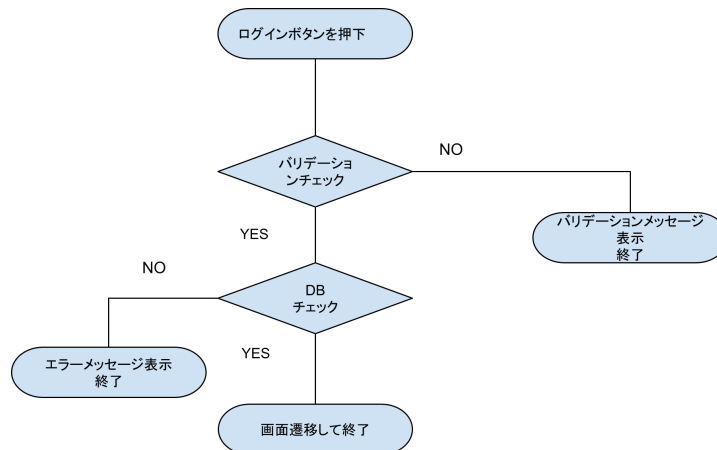 ログインボタンを押下
バリデーショ
ンチェック
NO
バリデーションメッセージ
表示
終了
YES
NO
DB
チェック
エラーメッセージ表示
終了
YES
画面遷移して終了